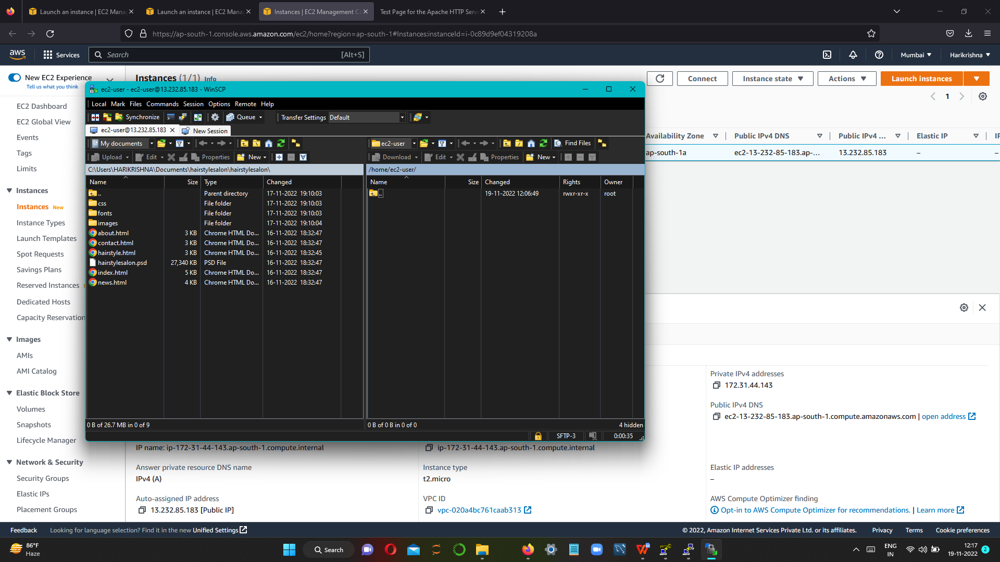 Launch an instance | EC2 Mana
Launch an instance | EC2 Mana
Instances | EC2 Management Co
Test Page for the Apache HTTP Serve
https://ap-south-1.console.aws.amazon.com/ec2/home?region=ap-south-1#Instances:instanceId=i-0c89d9ef04319208a
aws
Services
Search
[Alt+S]
Mumbai
Harikrishna
New EC2 Experience
Tell us what you think
EC2 Dashboard
EC2 Global View
Events
Tags
Limits
Instances
Instances New
Instance Types
Launch Templates
Spot Requests
Savings Plans
Reserved Instances
Dedicated Hosts
Capacity Reservation
Images
AMIs
AMI Catalog
Elastic Block Store
Volumes
Snapshots
Lifecycle Manager
Network & Security
Security Groups
Elastic IPs
Placement Groups
Instances (1/1) Info
Connect
Instance state
Actions
Launch instances
1
Availability Zone
Public IPv4 DNS
Public IPv4 ...
Elastic IP
IP
ap-south-1a
ec2-13-232-85-183.ap-...
13.232.85.183
–
–
ec2-user - ec2-user@13.232.85.183 - WinSCP
Local Mark Files Commands Session Options Remote Help
Synchronize
Queue
Transfer Settings Default
ec2-user@13.232.85.183
New Session
My documents
Upload
Edit
Properties
New
C:\Users\HARIKRISHNA\Documents\hairstylesalon\hairstylesalon\
Name Size Type Changed
.. Parent directory 17-11-2022 19:10:03
css File folder 17-11-2022 19:10:03
fonts File folder 17-11-2022 19:10:03
images File folder 17-11-2022 19:10:04
about.html 3 KB Chrome HTML Do... 16-11-2022 18:32:47
contact.html 3 KB Chrome HTML Do... 16-11-2022 18:32:47
hairstyle.html 3 KB Chrome HTML Do... 16-11-2022 18:32:45
hairstylesalon.psd 27,340 KB PSD File 16-11-2022 18:32:47
index.html 5 KB Chrome HTML Do... 16-11-2022 18:32:47
news.html 4 KB Chrome HTML Do... 16-11-2022 18:32:47
0 B of 26.7 MB in 0 of 9
ec2-user
Find Files
Download
Edit
Properties
New
/home/ec2-user/
Name Size Changed Rights Owner
.. 19-11-2022 12:06:49 rwxr-xr-x root
0 B of 0 B in 0 of 0
4 hidden
SFTP-3
0:00:35
Private IPv4 addresses
172.31.44.143
Public IPv4 DNS
ec2-13-232-85-183.ap-south-1.compute.amazonaws.com | open address
IP name: ip-172-31-44-143.ap-south-1.compute.internal
ip-172-31-44-143.ap-south-1.compute.internal
Answer private resource DNS name
IPv4 (A)
Instance type
t2.micro
Elastic IP addresses
–
Auto-assigned IP address
13.232.85.183 [Public IP]
VPC ID
vpc-020a4bc761caab313
AWS Compute Optimizer finding
Opt-in to AWS Compute Optimizer for recommendations. | Learn more
Feedback
Looking for language selection? Find it in the new Unified Settings
© 2022, Amazon Internet Services Private Ltd. or its affiliates.
Privacy
Terms
Cookie preferences
86°F
Haze
Search
ENG
IN
12:17
19-11-2022
2